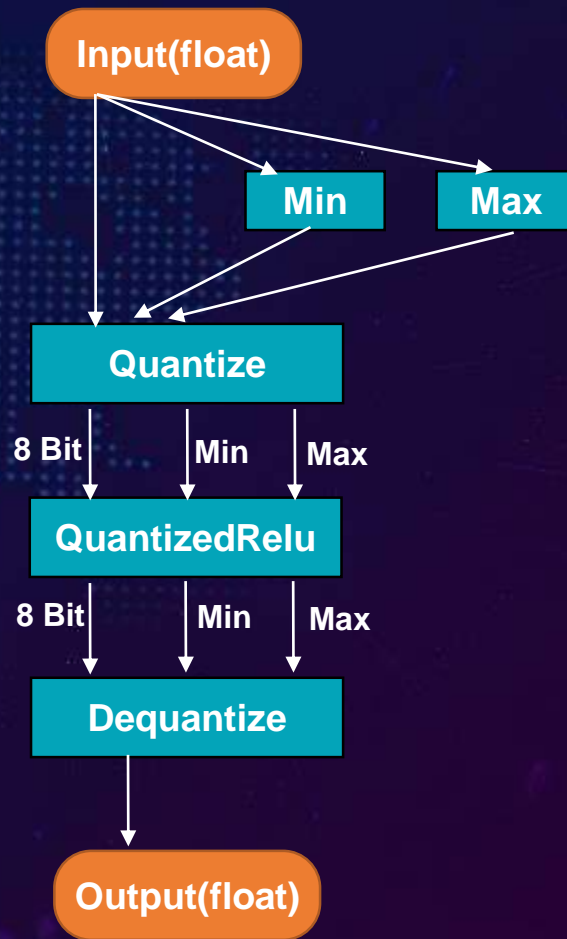 Input(float)
Min Max
Quantize
8 Bit Min Max
QuantizedRelu
8 Bit Min Max
Dequantize
Output(float)